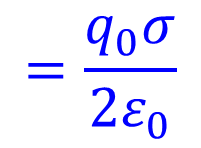 = q₀σ / 2ε₀